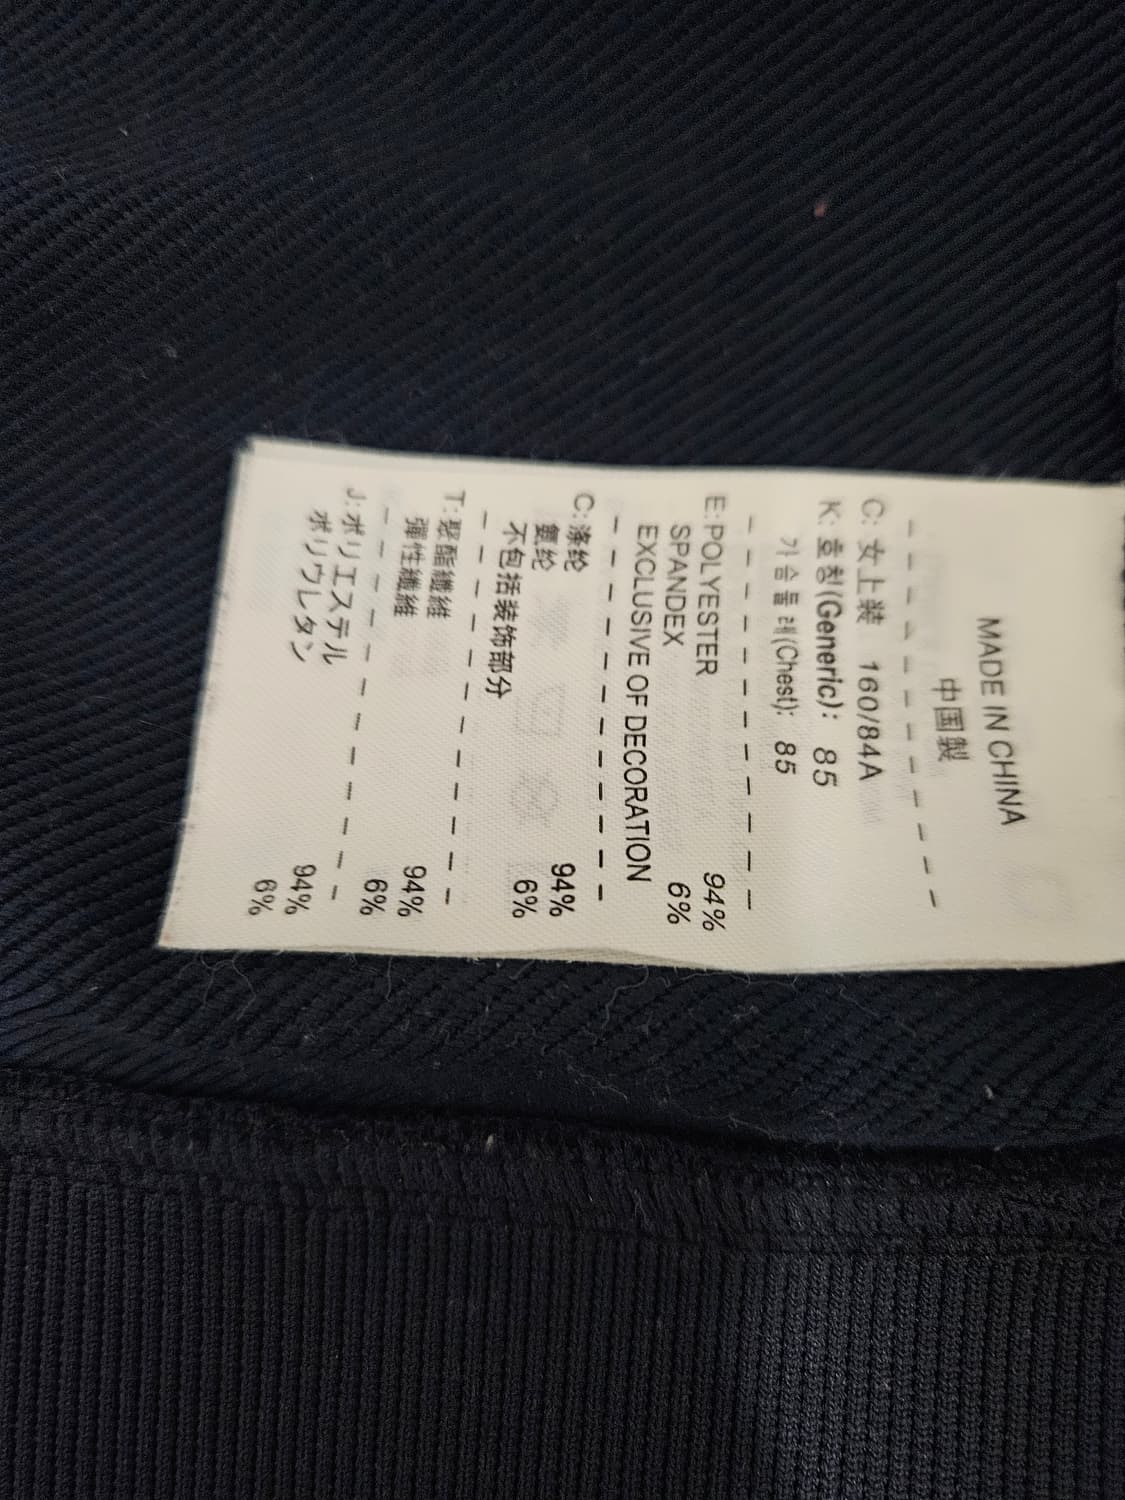 MADE IN CHINA
中国製
C: 女上装 160/84A
K: 호칭(Generic): 85
가슴둘레(Chest): 85
E: POLYESTER 94%
SPANDEX 6%
EXCLUSIVE OF DECORATION
C: 涤纶 94%
氨纶 6%
不包括装饰部分
T: 聚酯纖維 94%
彈性纖維 6%
J: ポリエステル 94%
ポリウレタン 6%